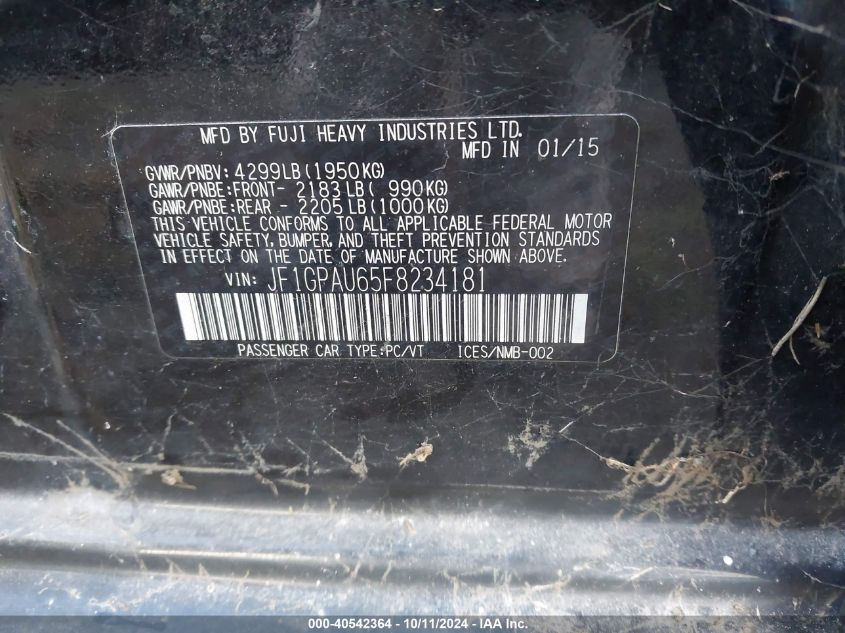 MFD BY FUJI HEAVY INDUSTRIES LTD.
MFD IN 01/15
GVWR/PNBV: 4299LB(1950KG)
GAWR/PNBE:FRONT- 2183 LB( 990KG)
GAWR/PNBE:REAR - 2205 LB(1000KG)
THIS VEHICLE CONFORMS TO ALL APPLICABLE FEDERAL MOTOR
VEHICLE SAFETY, BUMPER, AND THEFT PREVENTION STANDARDS
IN EFFECT ON THE DATE OF MANUFACTURE SHOWN ABOVE.
VIN: JF1GPAU65F8234181
PASSENGER CAR TYPE:PC/VT ICES/NMB-002
000-40542364 - 10/11/2024 - IAA Inc.